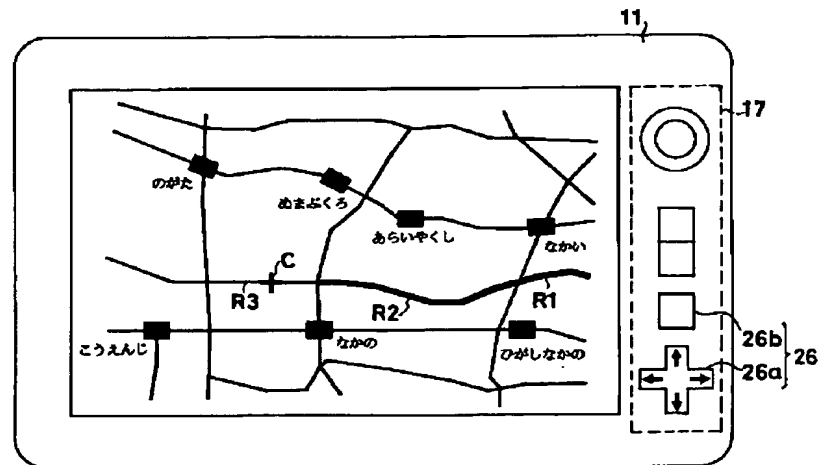 11
17
のがた
ぬまぶくろ
あらいやくし
なかい
C
R3
R2
R1
こうえんじ
なかの
ひがしなかの
26b
26a
26